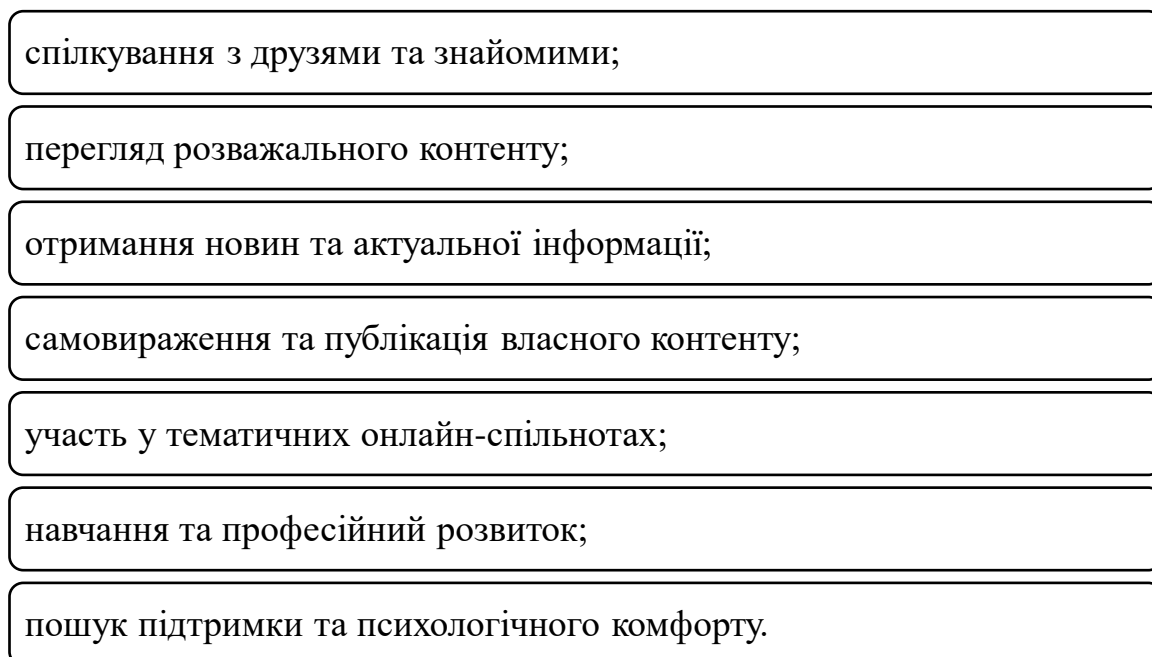 спілкування з друзями та знайомими;
перегляд розважального контенту;
отримання новин та актуальної інформації;
самовираження та публікація власного контенту;
участь у тематичних онлайн-спільнотах;
навчання та професійний розвиток;
пошук підтримки та психологічного комфорту.